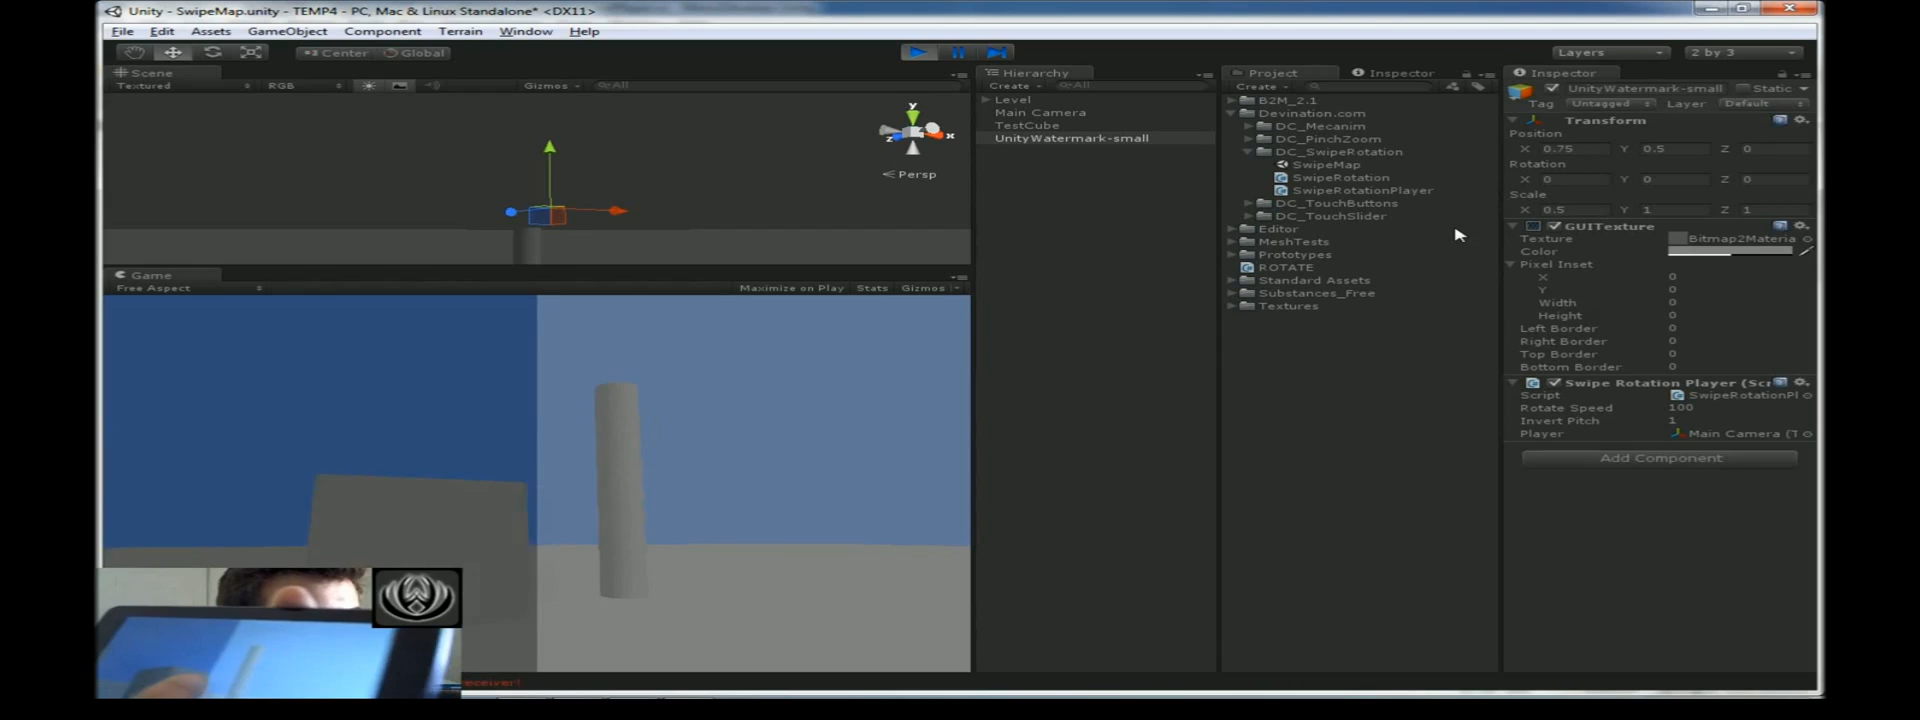 Unity - SwipeMap.unity - TEMP4 - PC, Mac & Linux Standalone* <DX11>
File Edit Assets GameObject Component Terrain Window Help
Center Global
Layers 2 by 3
Scene
Textured RGB Gizmos All
y
x
z
Persp
Game
Free Aspect Maximize on Play Stats Gizmos
eceiver!
Hierarchy
Create All
Level
Main Camera
TestCube
UnityWatermark-small
Project Inspector
Create
B2M_2.1
Devination.com
DC_Mecanim
DC_PinchZoom
DC_SwipeRotation
SwipeMap
SwipeRotation
SwipeRotationPlayer
DC_TouchButtons
DC_TouchSlider
Editor
MeshTests
Prototypes
ROTATE
Standard Assets
Substances_Free
Textures
Inspector
UnityWatermark-small Static
Tag Untagged Layer Default
Transform
Position
X 0.75 Y 0.5 Z 0
Rotation
X 0 Y 0 Z 0
Scale
X 0.5 Y 1 Z 1
GUITexture
Texture Bitmap2Materia
Color
Pixel Inset
X 0
Y 0
Width 0
Height 0
Left Border 0
Right Border 0
Top Border 0
Bottom Border 0
Swipe Rotation Player (Scr
Script SwipeRotationPl
Rotate Speed 100
Invert Pitch 1
Player Main Camera (T
Add Component